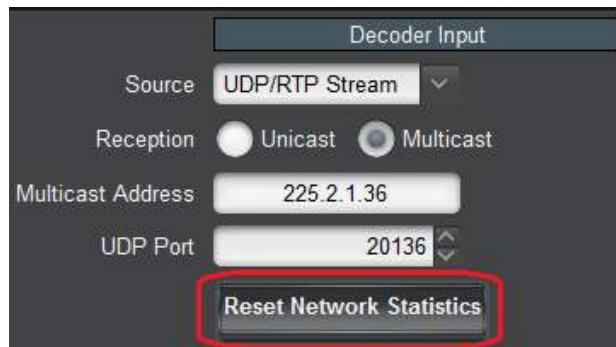 Decoder Input
Source UDP/RTP Stream
Reception Unicast Multicast
Multicast Address 225.2.1.36
UDP Port 20136
Reset Network Statistics